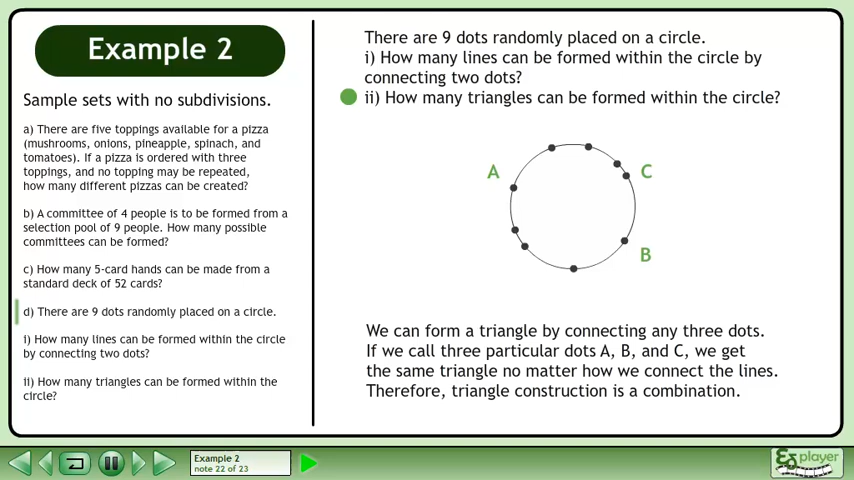 Example 2
Sample sets with no subdivisions.
a) There are five toppings available for a pizza
(mushrooms, onions, pineapple, spinach, and
tomatoes). If a pizza is ordered with three
toppings, and no topping may be repeated,
how many different pizzas can be created?
b) A committee of 4 people is to be formed from a
selection pool of 9 people. How many possible
committees can be formed?
c) How many 5-card hands can be made from a
standard deck of 52 cards?
d) There are 9 dots randomly placed on a circle.
i) How many lines can be formed within the circle
by connecting two dots?
ii) How many triangles can be formed within the
circle?
There are 9 dots randomly placed on a circle.
i) How many lines can be formed within the circle by
connecting two dots?
ii) How many triangles can be formed within the circle?
A
C
B
We can form a triangle by connecting any three dots.
If we call three particular dots A, B, and C, we get
the same triangle no matter how we connect the lines.
Therefore, triangle construction is a combination.
Example 2
note 22 of 23
player